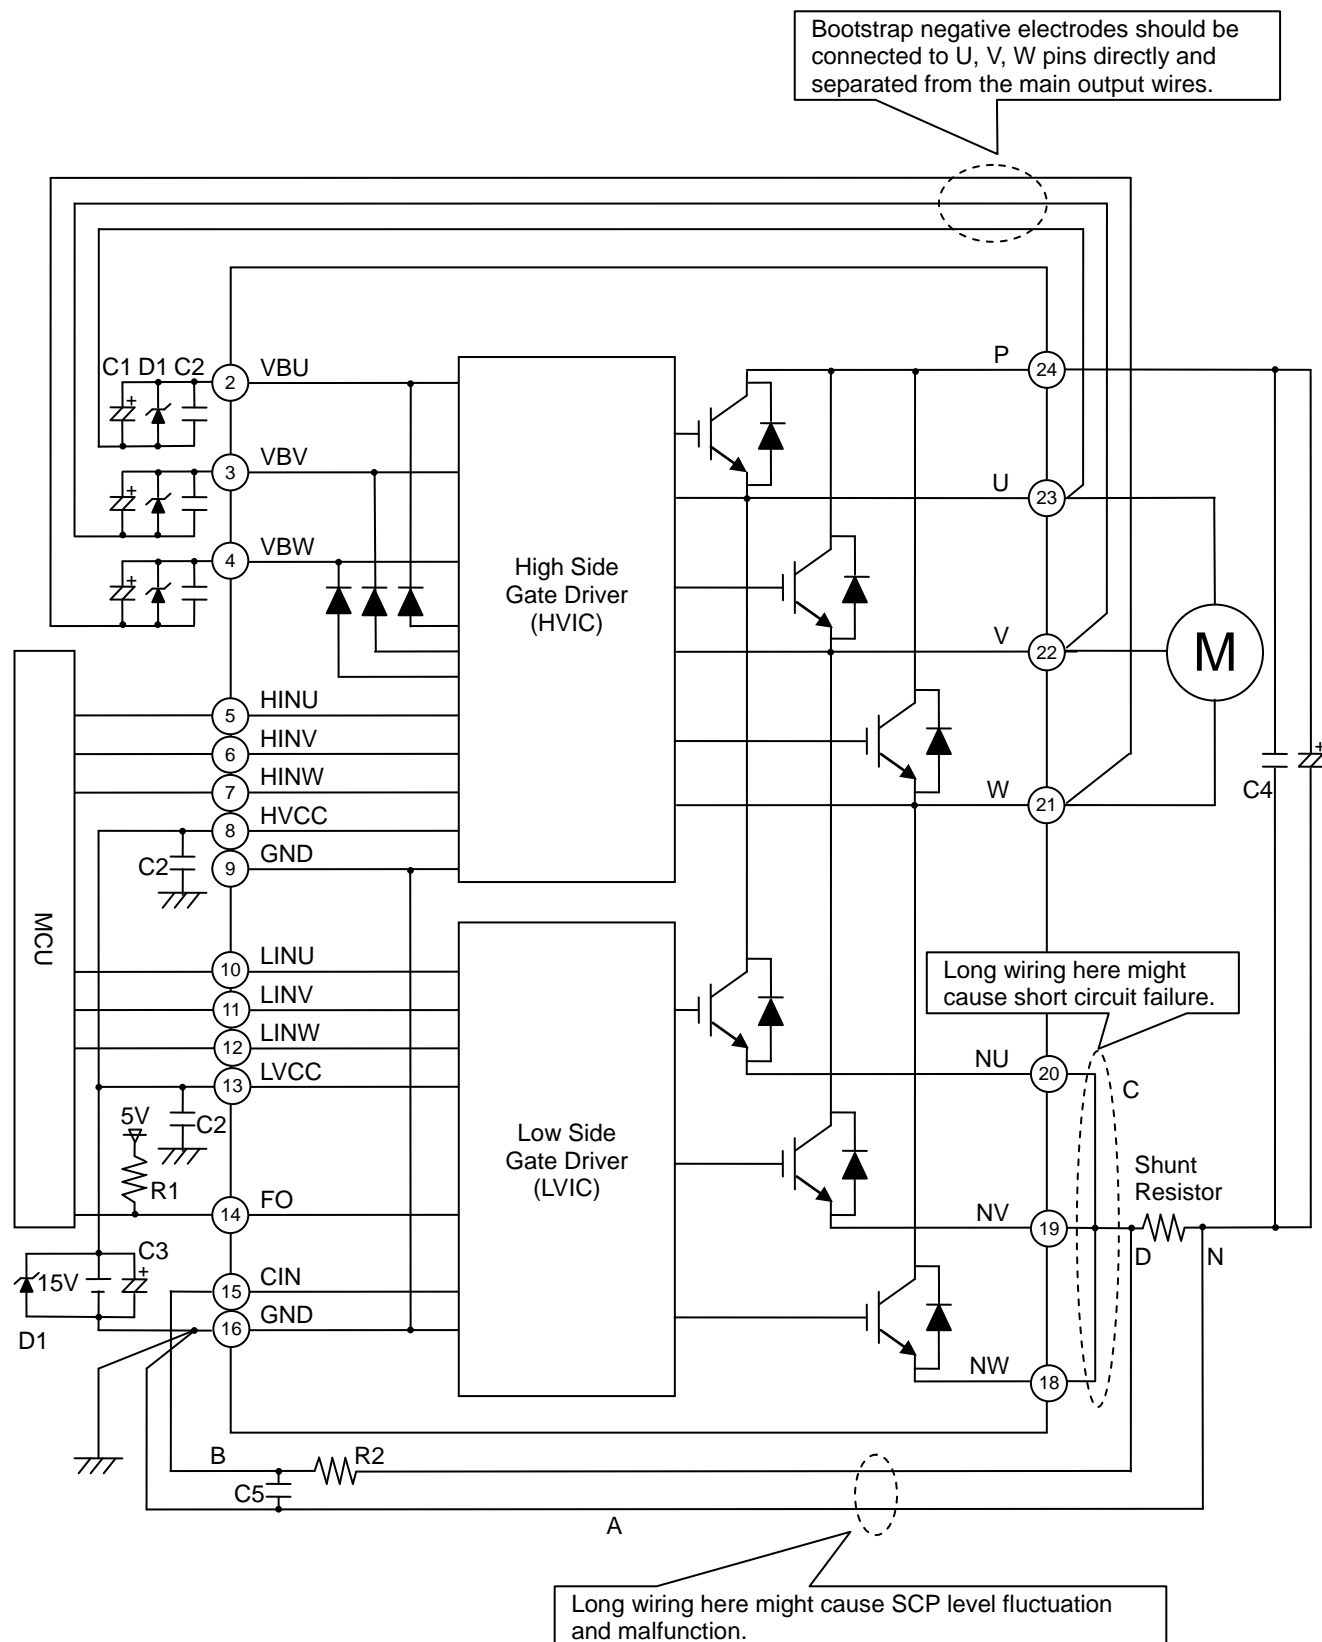 Bootstrap negative electrodes should be
connected to U, V, W pins directly and
separated from the main output wires.
C1 D1 C2
2
VBU
P
24
3
VBV
U
23
4
VBW
High Side
Gate Driver
(HVIC)
V
22
M
5
HINU
6
HINV
7
HINW
8
HVCC
W
21
C4
+
+
+
+
C2
9
GND
MCU
10
LINU
11
LINV
12
LINW
13
LVCC
Long wiring here might
cause short circuit failure.
NU
20
C
5V
C2
R1
Low Side
Gate Driver
(LVIC)
Shunt
Resistor
14
FO
NV
19
D
N
C3
+
15V
D1
15
CIN
16
GND
NW
18
B
R2
C5
A
Long wiring here might cause SCP level fluctuation
and malfunction.